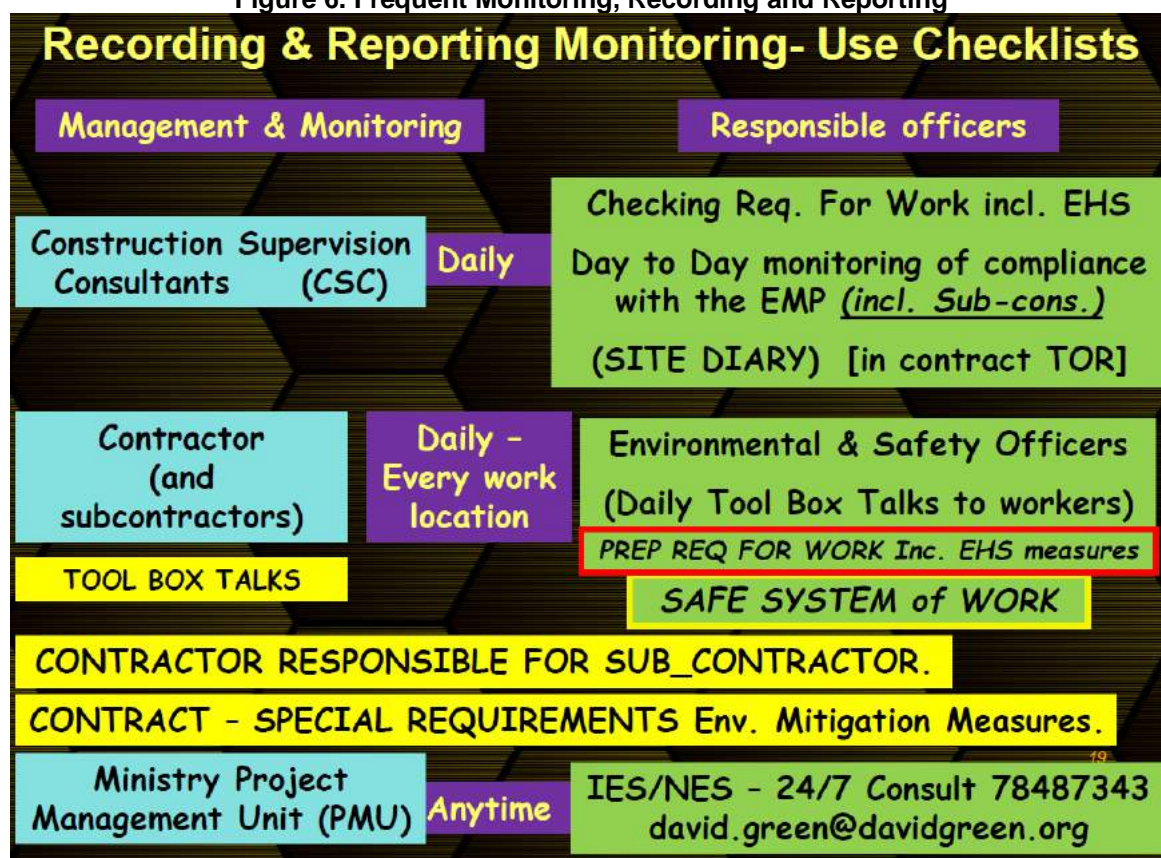 Figure 6. Frequent Monitoring, Recording and Reporting
Recording & Reporting Monitoring- Use Checklists
Management & Monitoring
Responsible officers
Construction Supervision
Consultants (CSC)
Daily
Checking Req. For Work incl. EHS
Day to Day monitoring of compliance
with the EMP (incl. Sub-cons.)
(SITE DIARY) [in contract TOR]
Contractor
(and
subcontractors)
Daily –
Every work
location
Environmental & Safety Officers
(Daily Tool Box Talks to workers)
PREP REQ FOR WORK Inc. EHS measures
TOOL BOX TALKS
SAFE SYSTEM of WORK
CONTRACTOR RESPONSIBLE FOR SUB_CONTRACTOR.
CONTRACT – SPECIAL REQUIREMENTS Env. Mitigation Measures.
19
Ministry Project
Management Unit (PMU)
Anytime
IES/NES – 24/7 Consult 78487343
david.green@davidgreen.org